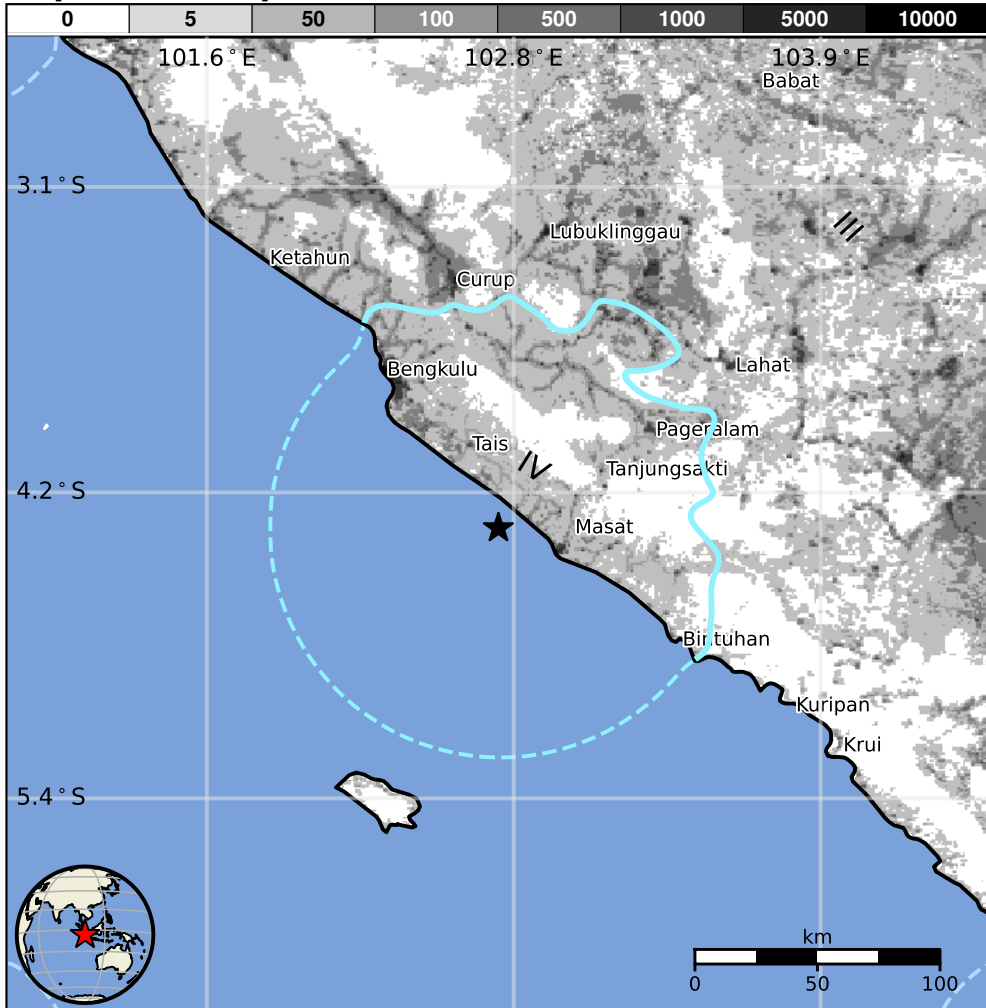 0 5 50 100 500 1000 5000 10000
101.6°E 102.8°E 103.9°E
Babat
3.1°S
III
Lubuklinggau
Ketahun
Curup
Bengkulu
Lahat
Pageralam
Tais
IV
Tanjungsakti
4.2°S
Masat
Bintuhan
Kuripan
Krui
5.4°S
km
0 50 100